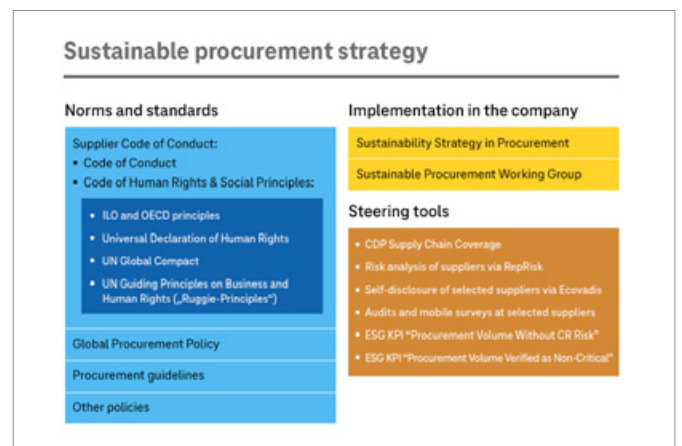 Sustainable procurement strategy
Norms and standards
Supplier Code of Conduct:
• Code of Conduct
• Code of Human Rights & Social Principles:
• ILO and OECD principles
• Universal Declaration of Human Rights
• UN Global Compact
• UN Guiding Principles on Business and
Human Rights („Ruggie-Principles“)
Global Procurement Policy
Procurement guidelines
Other policies
Implementation in the company
Sustainability Strategy in Procurement
Sustainable Procurement Working Group
Steering tools
• CDP Supply Chain Coverage
• Risk analysis of suppliers via RepRisk
• Self-disclosure of selected suppliers via Ecovadis
• Audits and mobile surveys at selected suppliers
• ESG KPI “Procurement Volume Without CR Risk”
• ESG KPI “Procurement Volume Verified as Non-Critical”